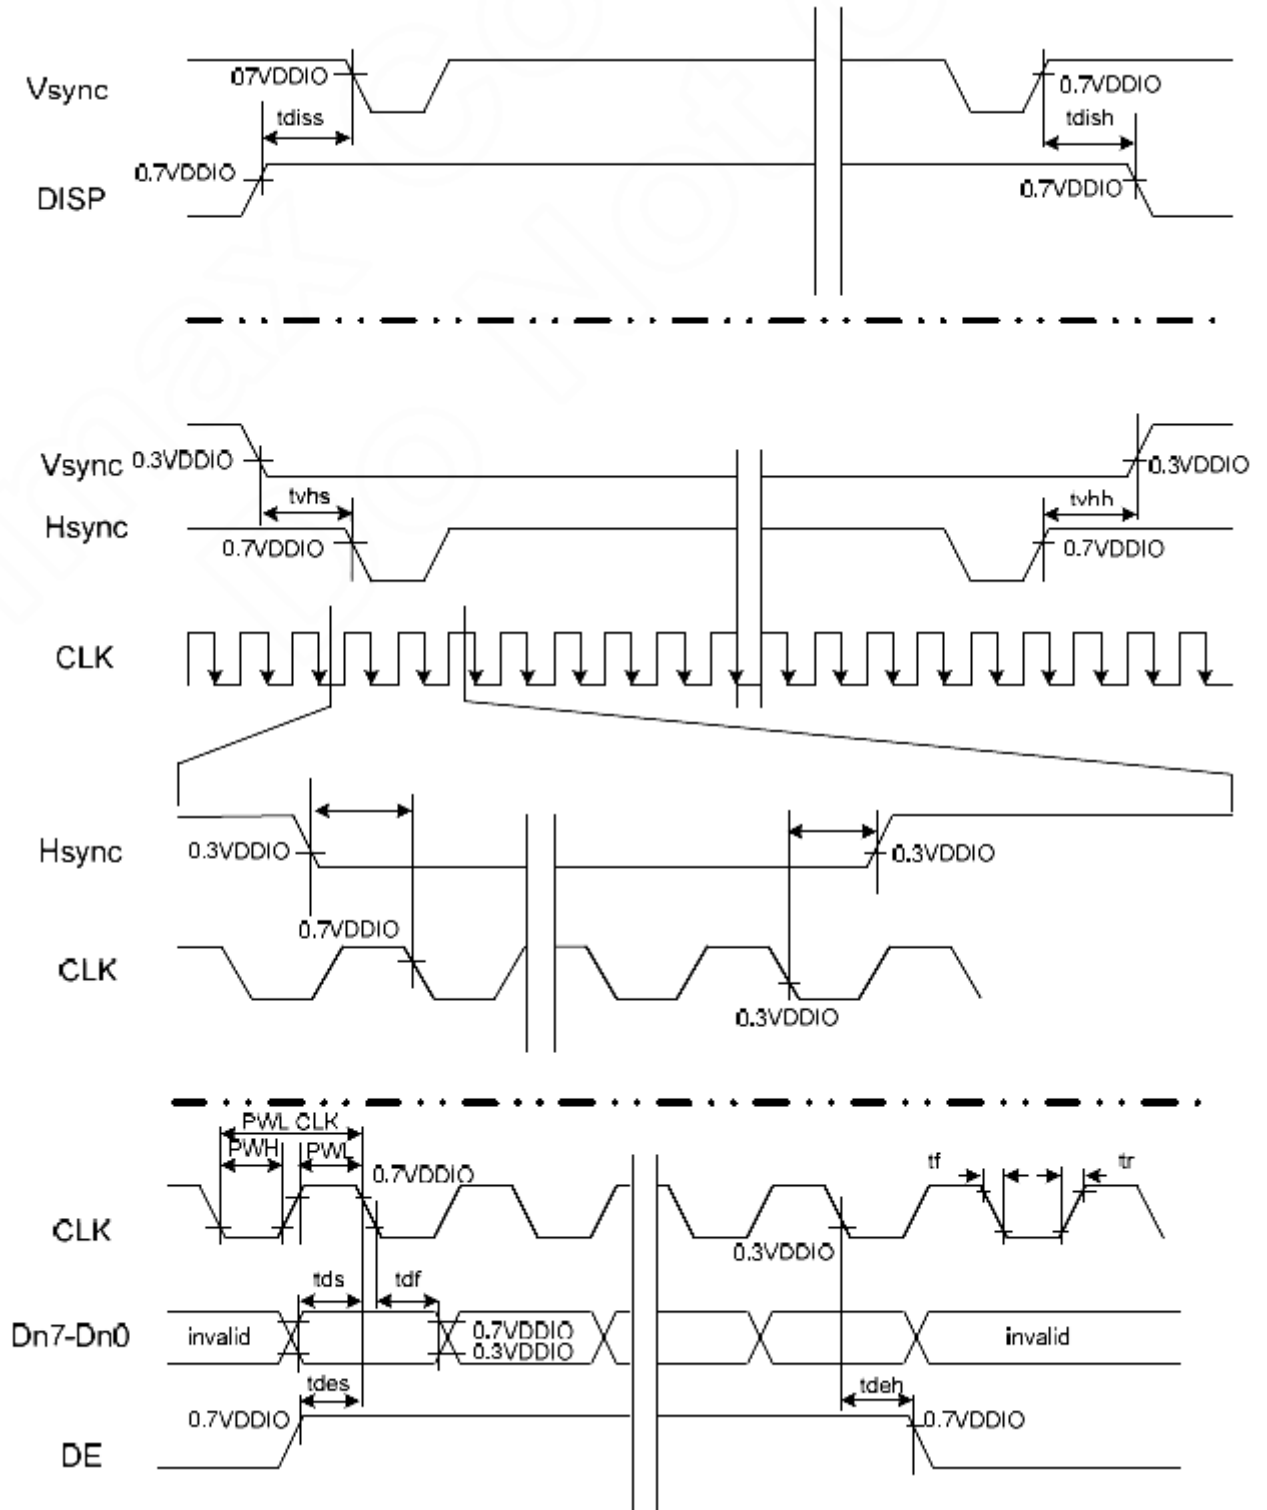 07VDDIO
0.7VDDIO
Vsync
tdiss
tdish
0.7VDDIO
0.7VDDIO
DISP
Vsync
0.3VDDIO
0.3VDDIO
tvhs
tvhh
Hsync
0.7VDDIO
0.7VDDIO
CLK
Hsync
0.3VDDIO
0.3VDDIO
0.7VDDIO
CLK
0.3VDDIO
PWL CLK
PWH
PWL
0.7VDDIO
tf
tr
CLK
0.3VDDIO
tds
tdf
Dn7-Dn0
invalid
0.7VDDIO
0.3VDDIO
invalid
tdes
tdeh
0.7VDDIO
0.7VDDIO
DE